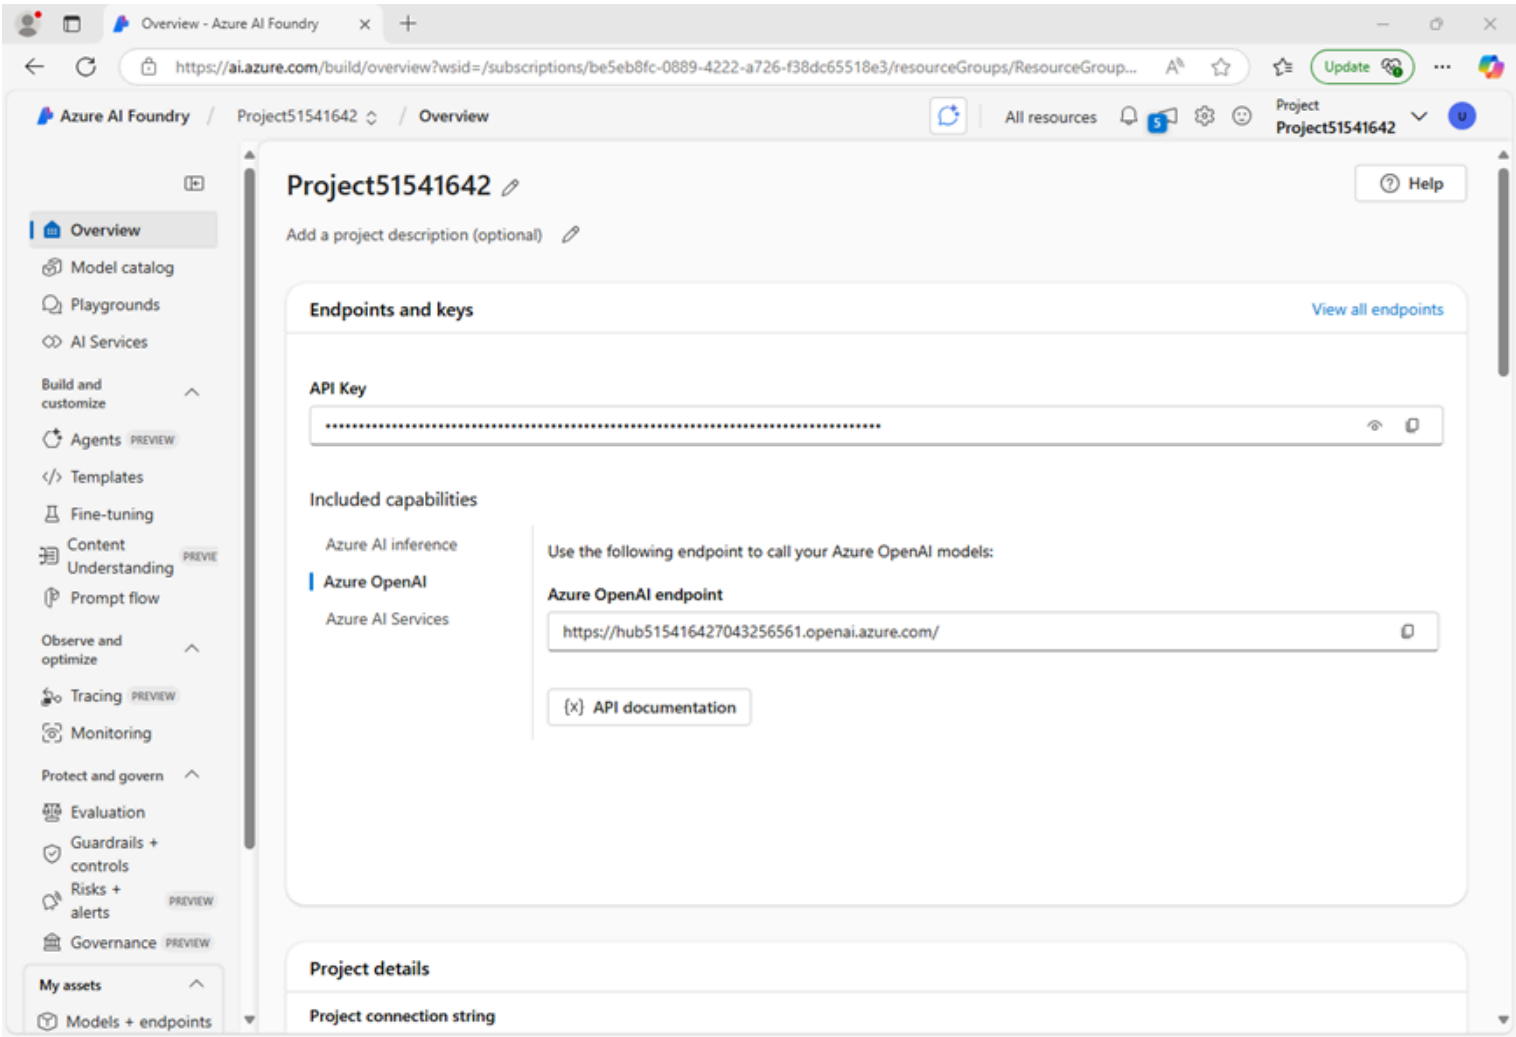 Overview - Azure AI Foundry
https://ai.azure.com/build/overview?wsid=/subscriptions/be5eb8fc-0889-4222-a726-f38dc65518e3/resourceGroups/ResourceGroup...
Update
Azure AI Foundry / Project51541642 / Overview
All resources
5
Project
Project51541642
U
Overview
Model catalog
Playgrounds
AI Services
Build and
customize
Agents PREVIEW
Templates
Fine-tuning
Content
Understanding PREVIE
Prompt flow
Observe and
optimize
Tracing PREVIEW
Monitoring
Protect and govern
Evaluation
Guardrails +
controls
Risks +
alerts PREVIEW
Governance PREVIEW
My assets
Models + endpoints
Project51541642
Help
Add a project description (optional)
Endpoints and keys
View all endpoints
API Key
Included capabilities
Azure AI inference
Azure OpenAI
Azure AI Services
Use the following endpoint to call your Azure OpenAI models:
Azure OpenAI endpoint
https://hub515416427043256561.openai.azure.com/
{x} API documentation
Project details
Project connection string